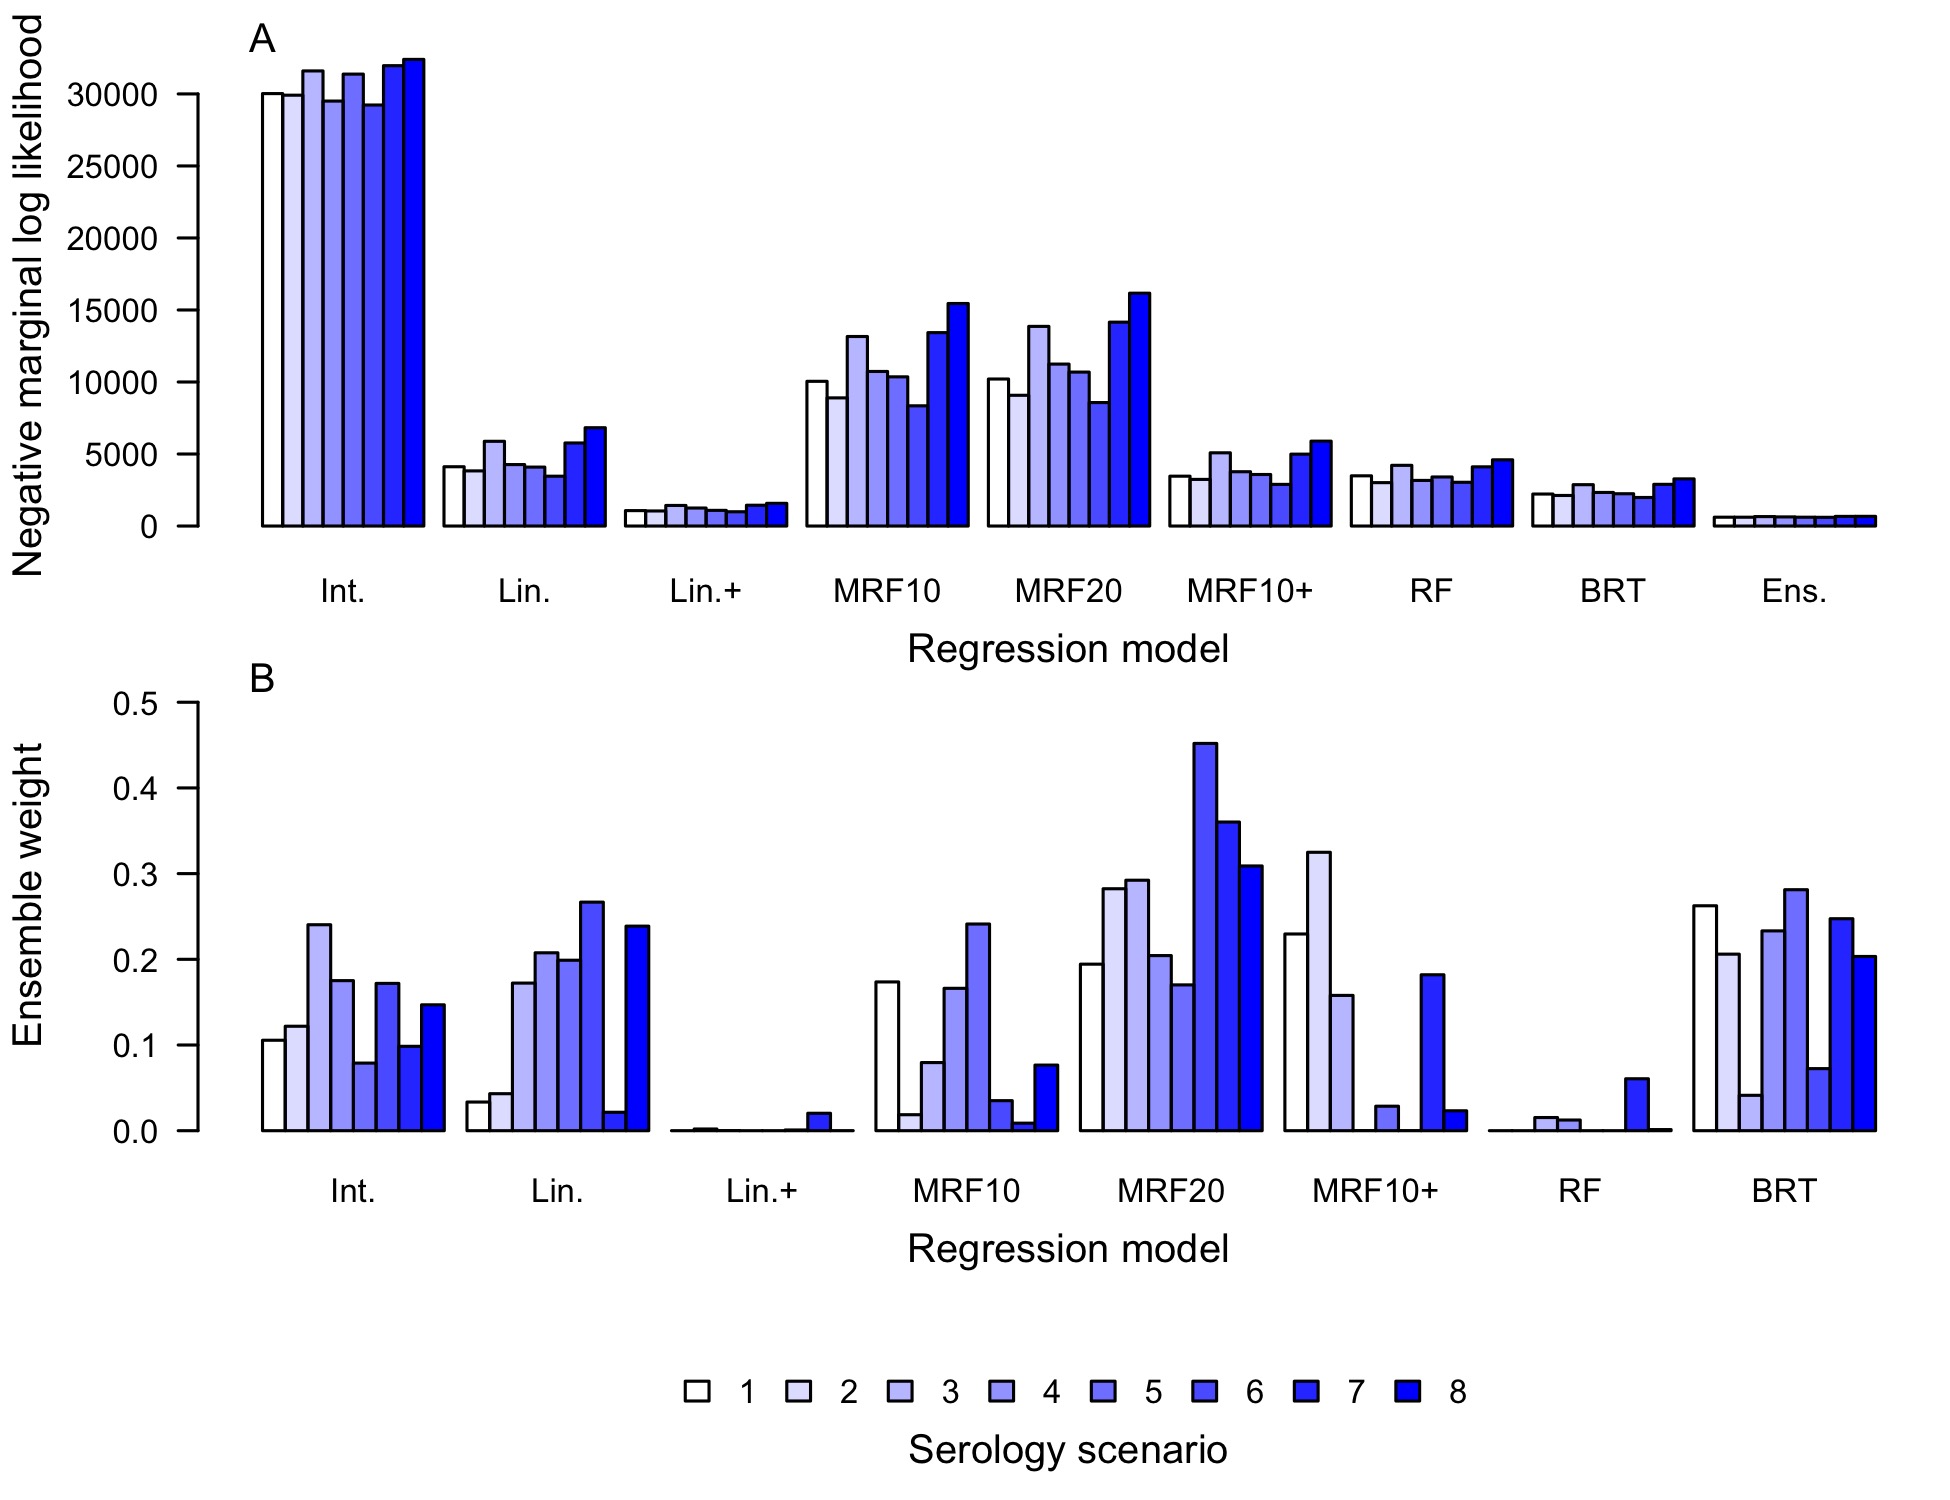 A
Negative marginal log likelihood
30000
25000
20000
15000
10000
5000
0
Int. Lin. Lin.+ MRF10 MRF20 MRF10+ RF BRT Ens.
Regression model
B
Ensemble weight
0.5
0.4
0.3
0.2
0.1
0.0
Int. Lin. Lin.+ MRF10 MRF20 MRF10+ RF BRT
Regression model
1 2 3 4 5 6 7 8
Serology scenario